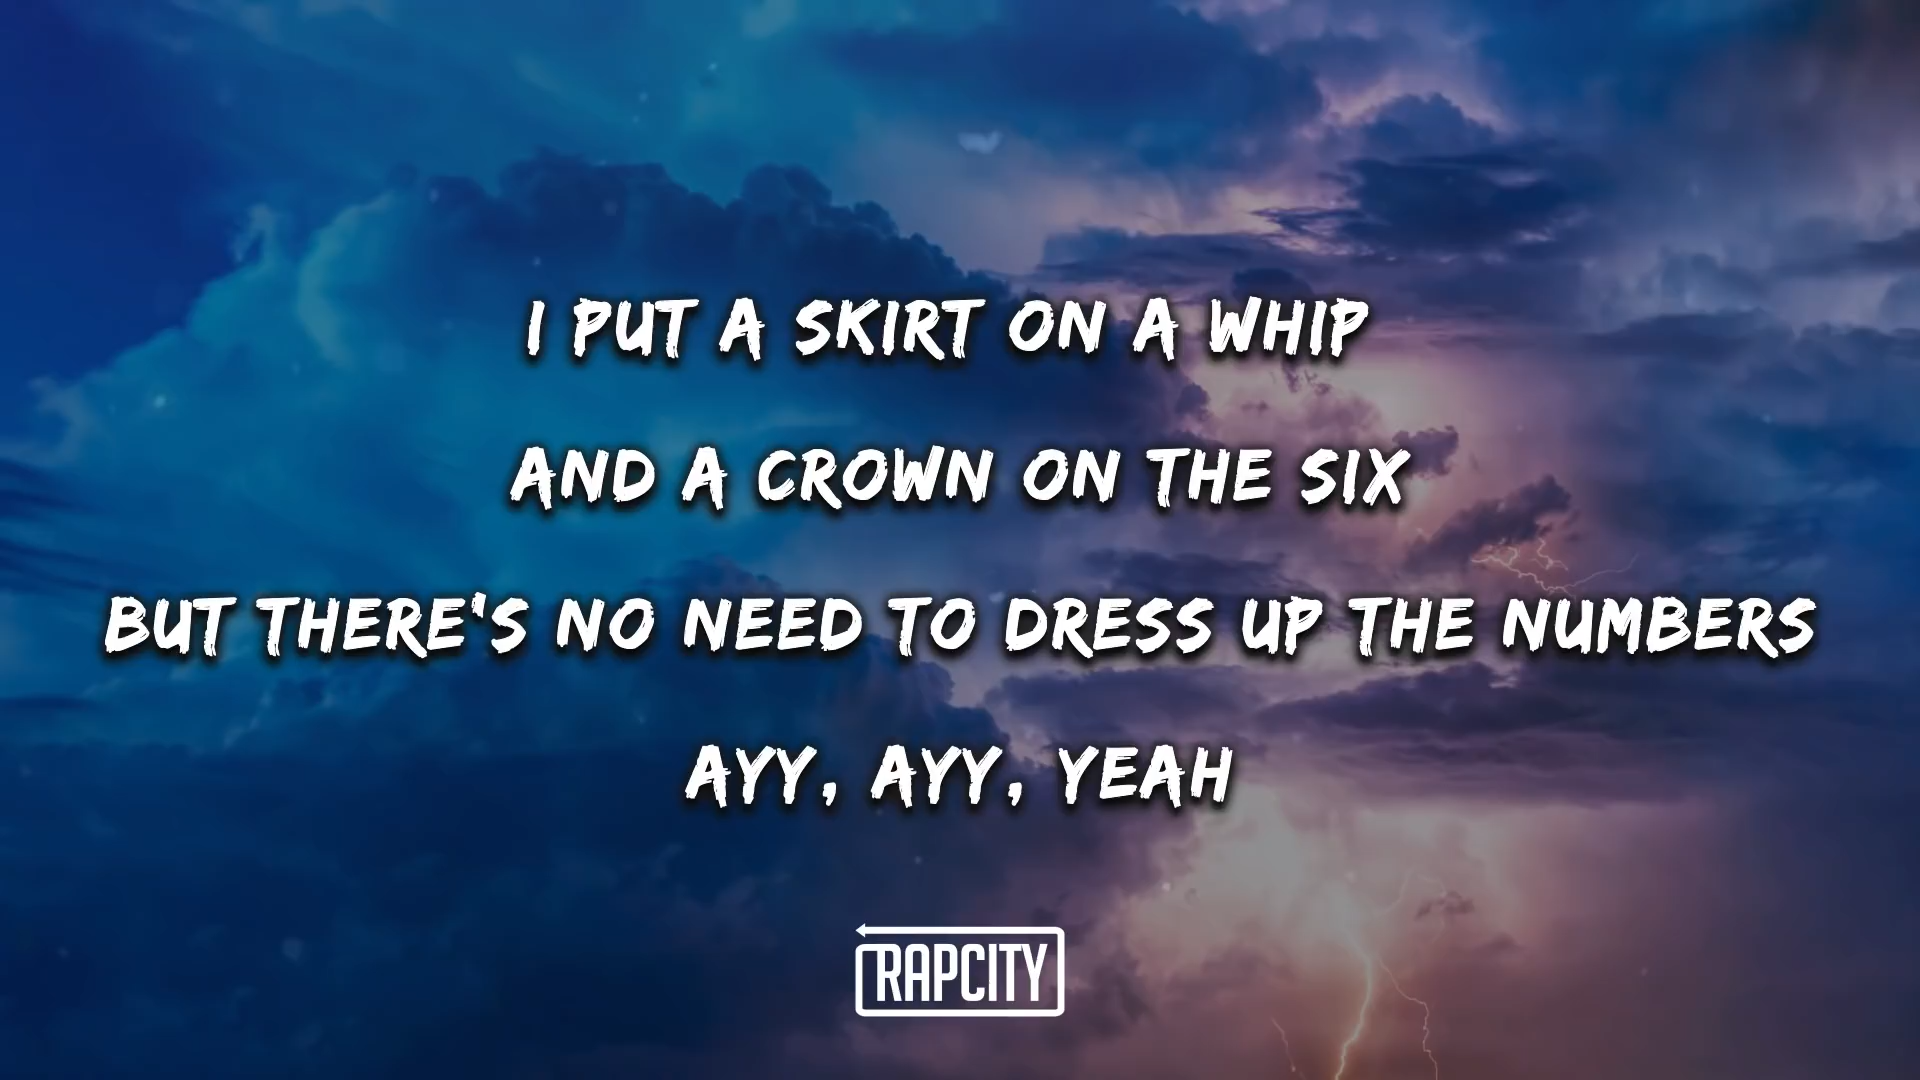 I PUT A SKIRT ON A WHIP
AND A CROWN ON THE SIX
BUT THERE'S NO NEED TO DRESS UP THE NUMBERS
AYY, AYY, YEAH
RAPCITY